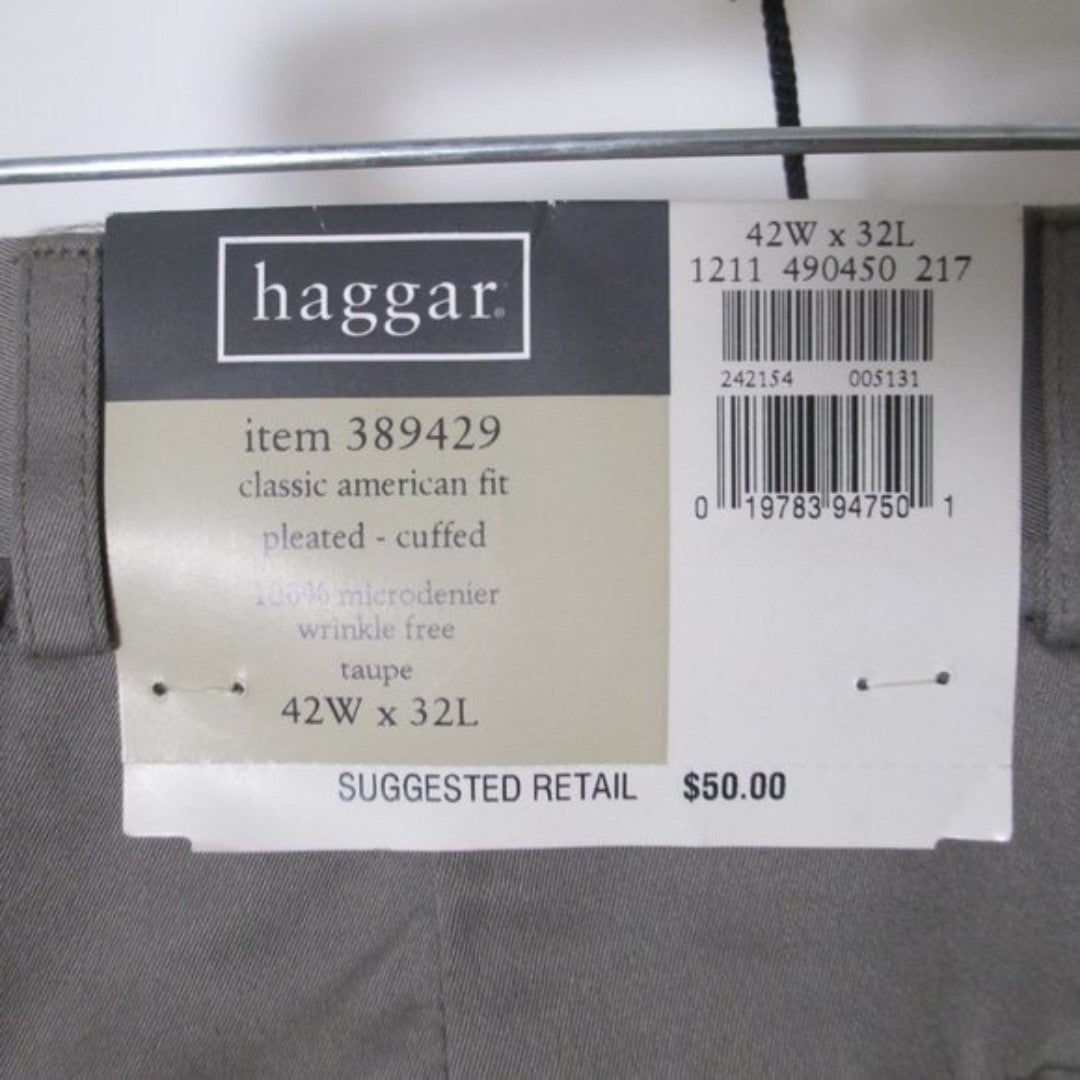 haggar
item 389429
classic american fit
pleated - cuffed
100% microdenier
wrinkle free
taupe
42W x 32L
42W x 32L
1211 490450 217
242154 005131
0 19783 94750 1
SUGGESTED RETAIL $50.00